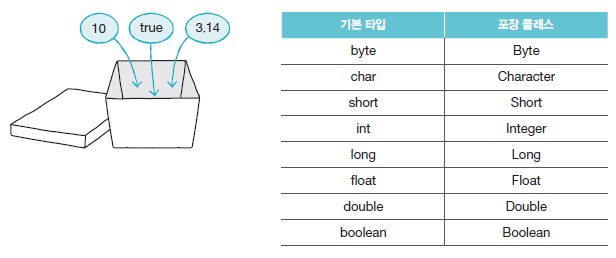 10 true 3.14
기본 타입 포장 클래스
byte Byte
char Character
short Short
int Integer
long Long
float Float
double Double
boolean Boolean